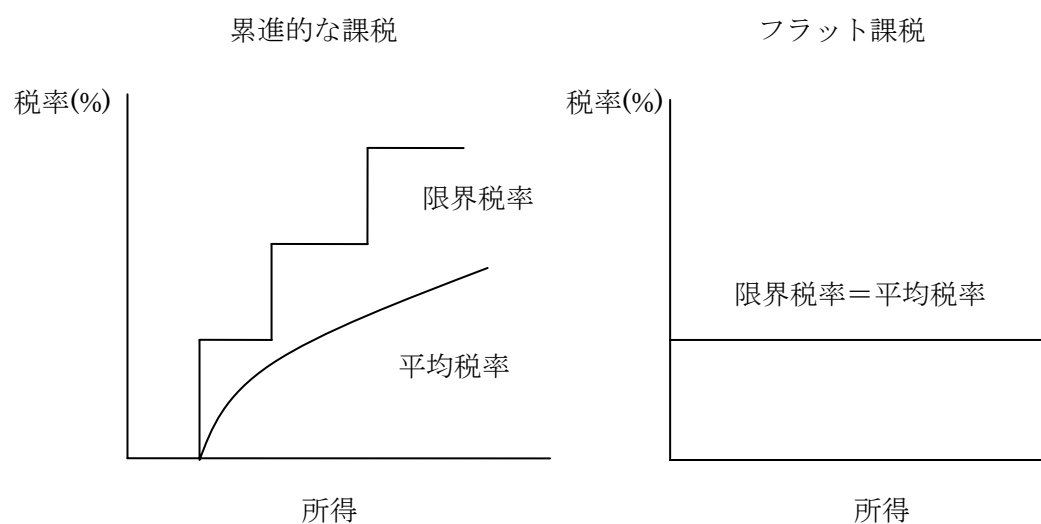 累進的な課税
税率(%)
限界税率
平均税率
所得
フラット課税
税率(%)
限界税率＝平均税率
所得